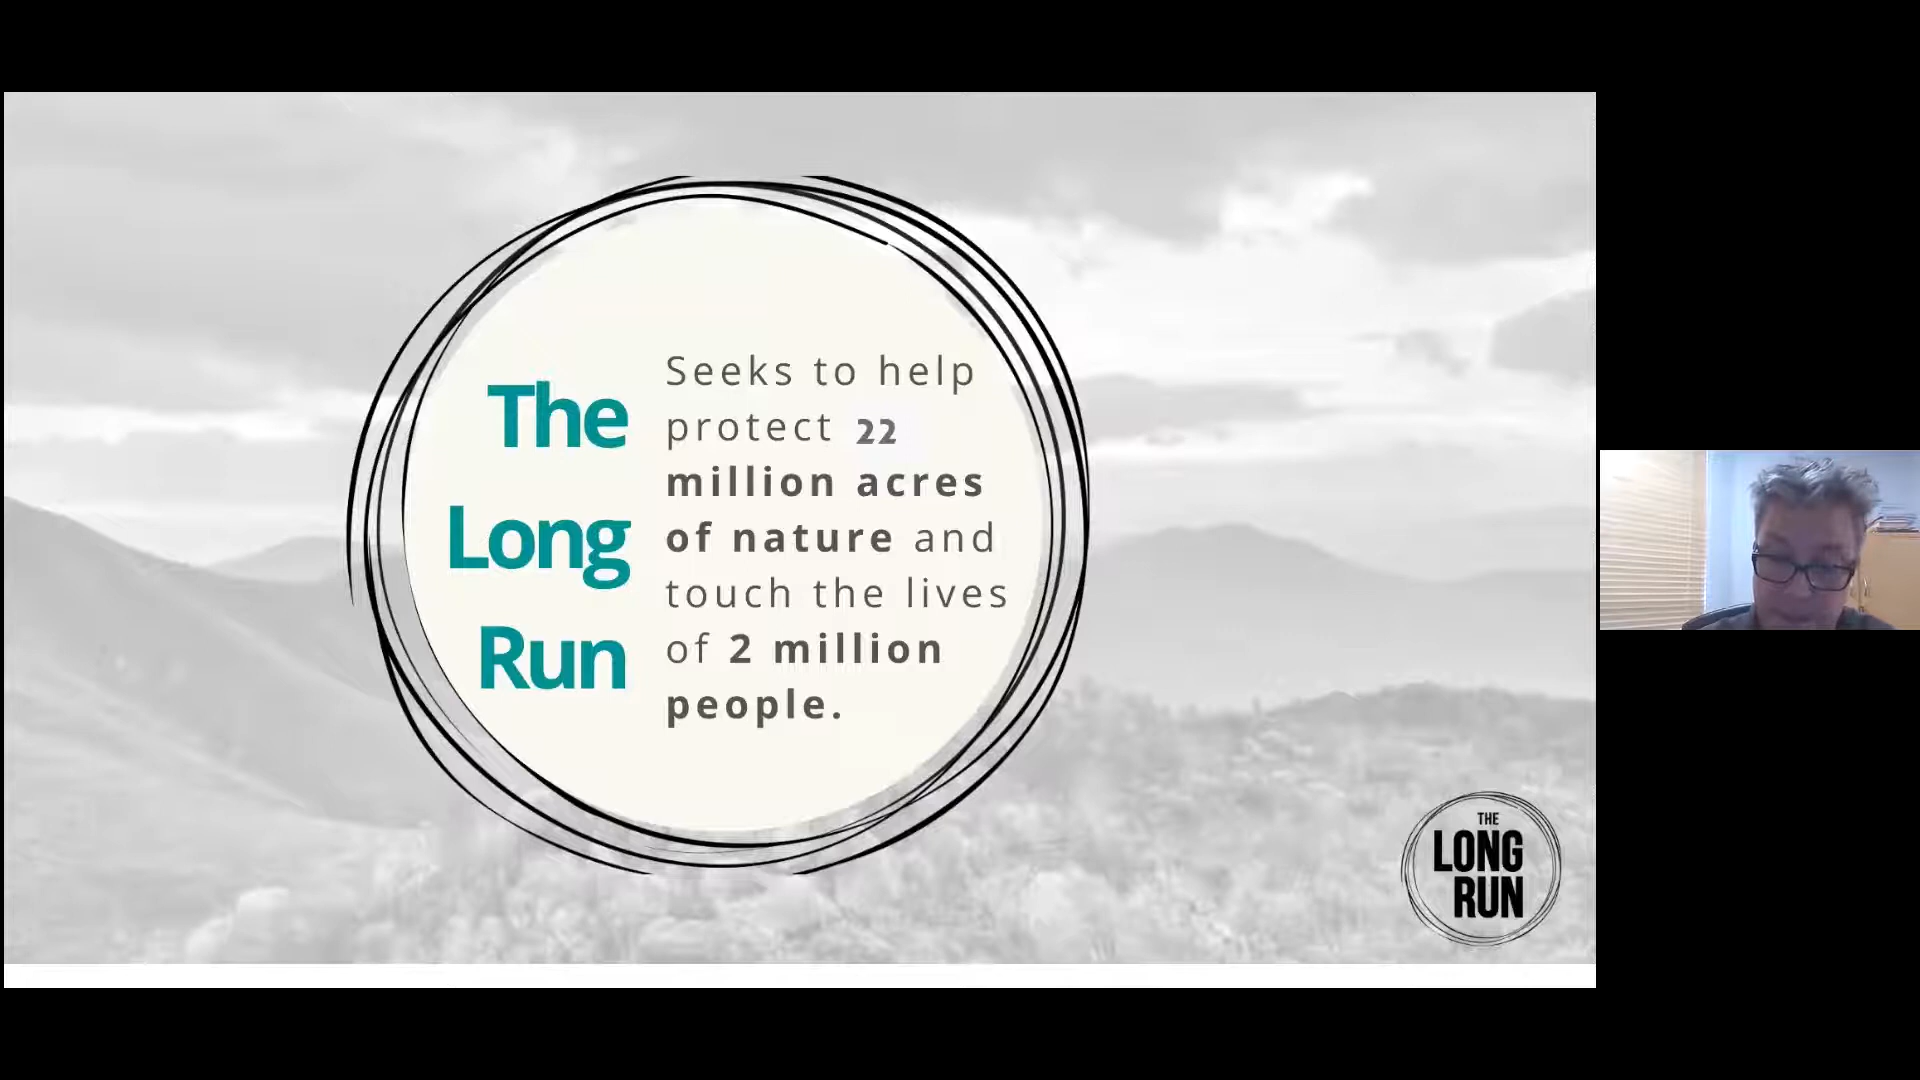 The
Long
Run
Seeks to help
protect 22
million acres
of nature and
touch the lives
of 2 million
people.
THE
LONG
RUN